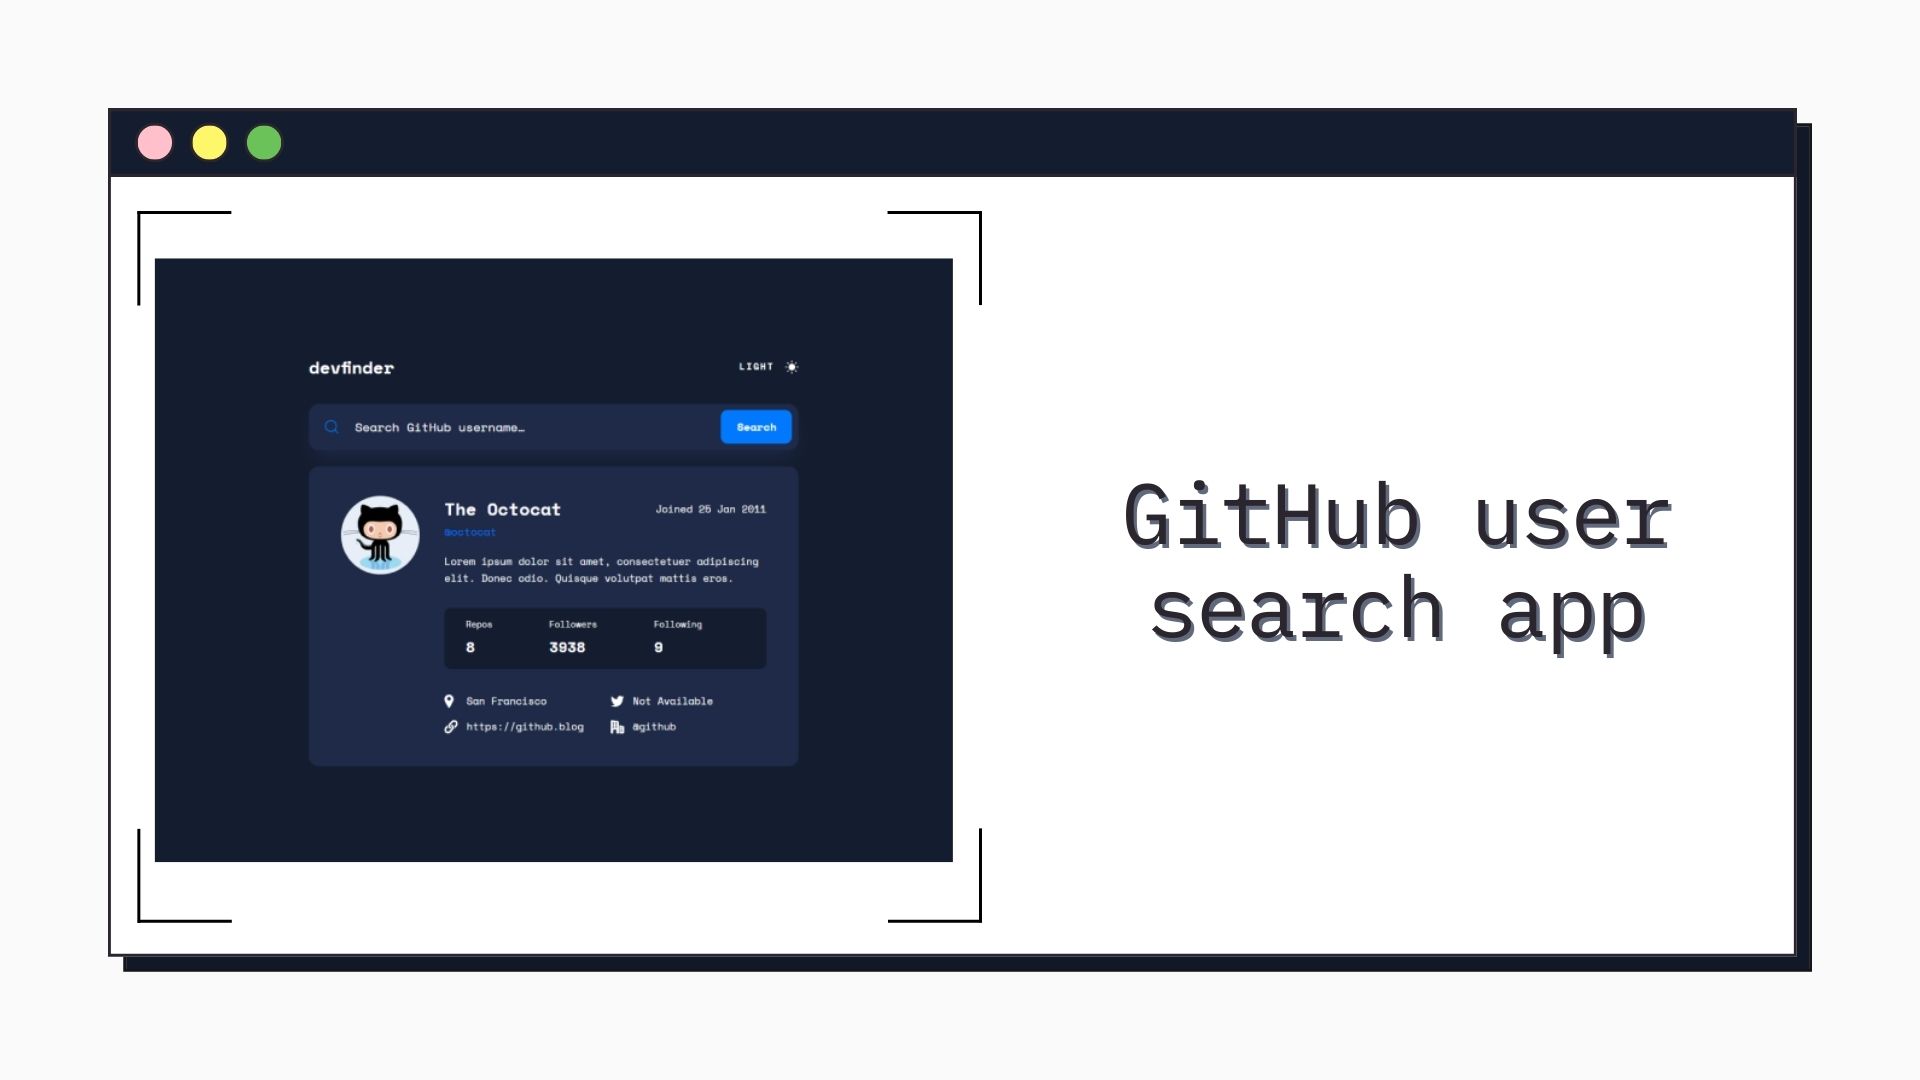 devfinder
LIGHT
Search GitHub username…
Search
The Octocat
Joined 25 Jan 2011
@octocat
Lorem ipsum dolor sit amet, consectetuer adipiscing
elit. Donec odio. Quisque volutpat mattis eros.
Repos Followers Following
8 3938 9
San Francisco Not Available
https://github.blog @github
GitHub user
search app